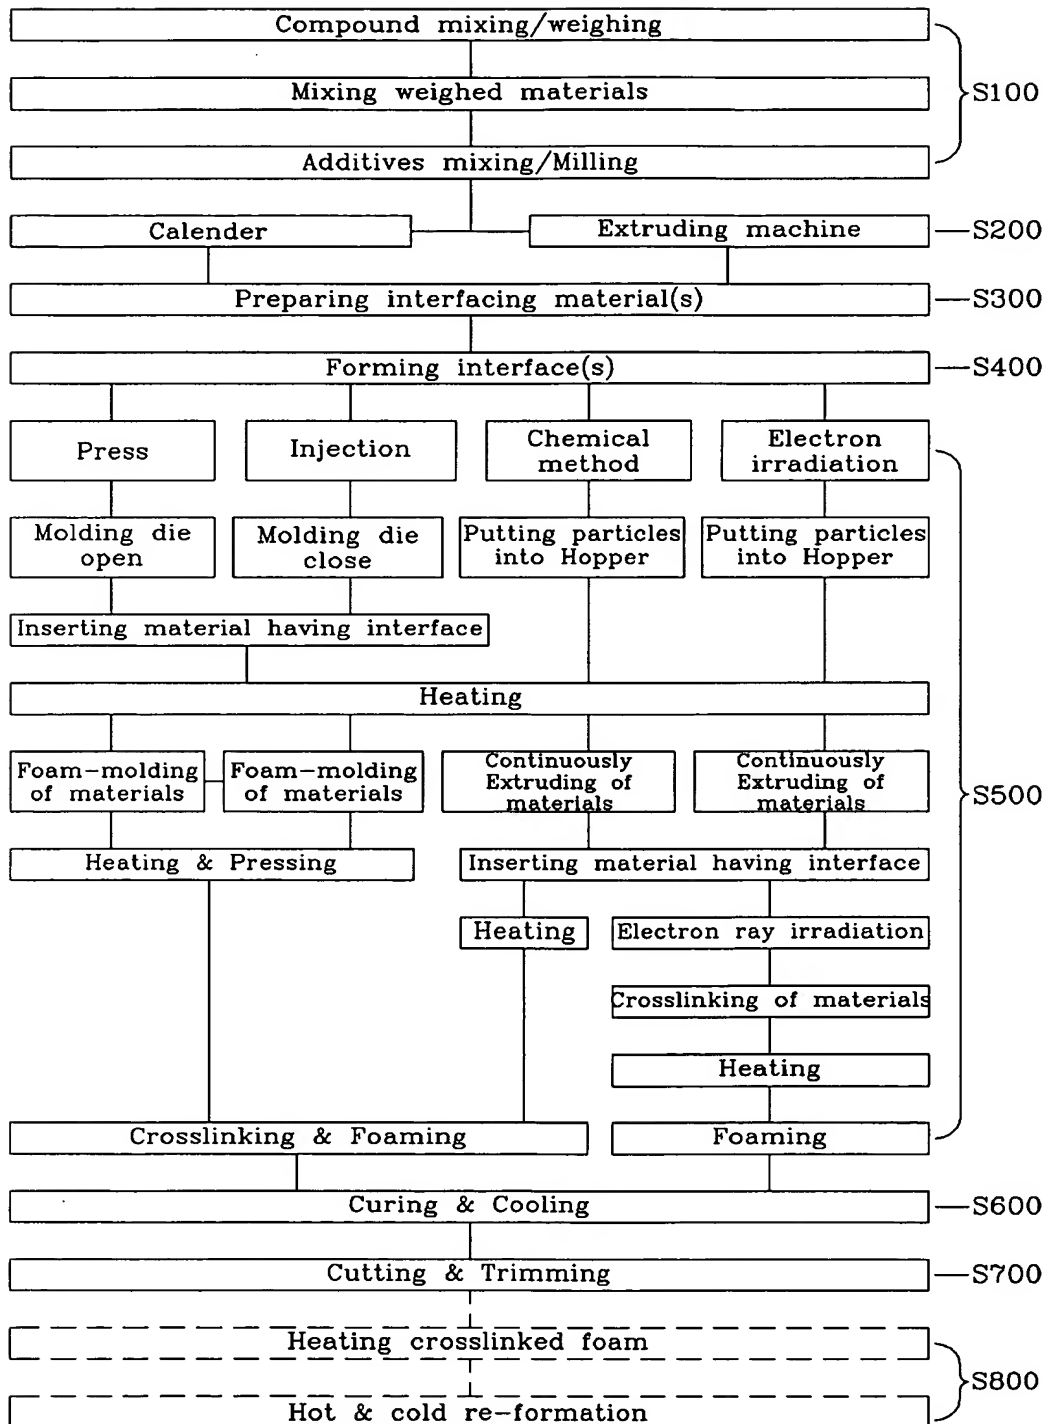 Compound mixing/weighing
Mixing weighed materials
S100
Additives mixing/Milling
Calender
Extruding machine
S200
Preparing interfacing material(s)
S300
Forming interface(s)
S400
Press
Injection
Chemical
method
Electron
irradiation
Molding die
open
Molding die
close
Putting particles
into Hopper
Putting particles
into Hopper
Inserting material having interface
Heating
Foam-molding
of materials
Foam-molding
of materials
Continuously
Extruding of
materials
Continuously
Extruding of
materials
S500
Heating & Pressing
Inserting material having interface
Heating
Electron ray irradiation
Crosslinking of materials
Heating
Crosslinking & Foaming
Foaming
Curing & Cooling
S600
Cutting & Trimming
S700
Heating crosslinked foam
S800
Hot & cold re-formation